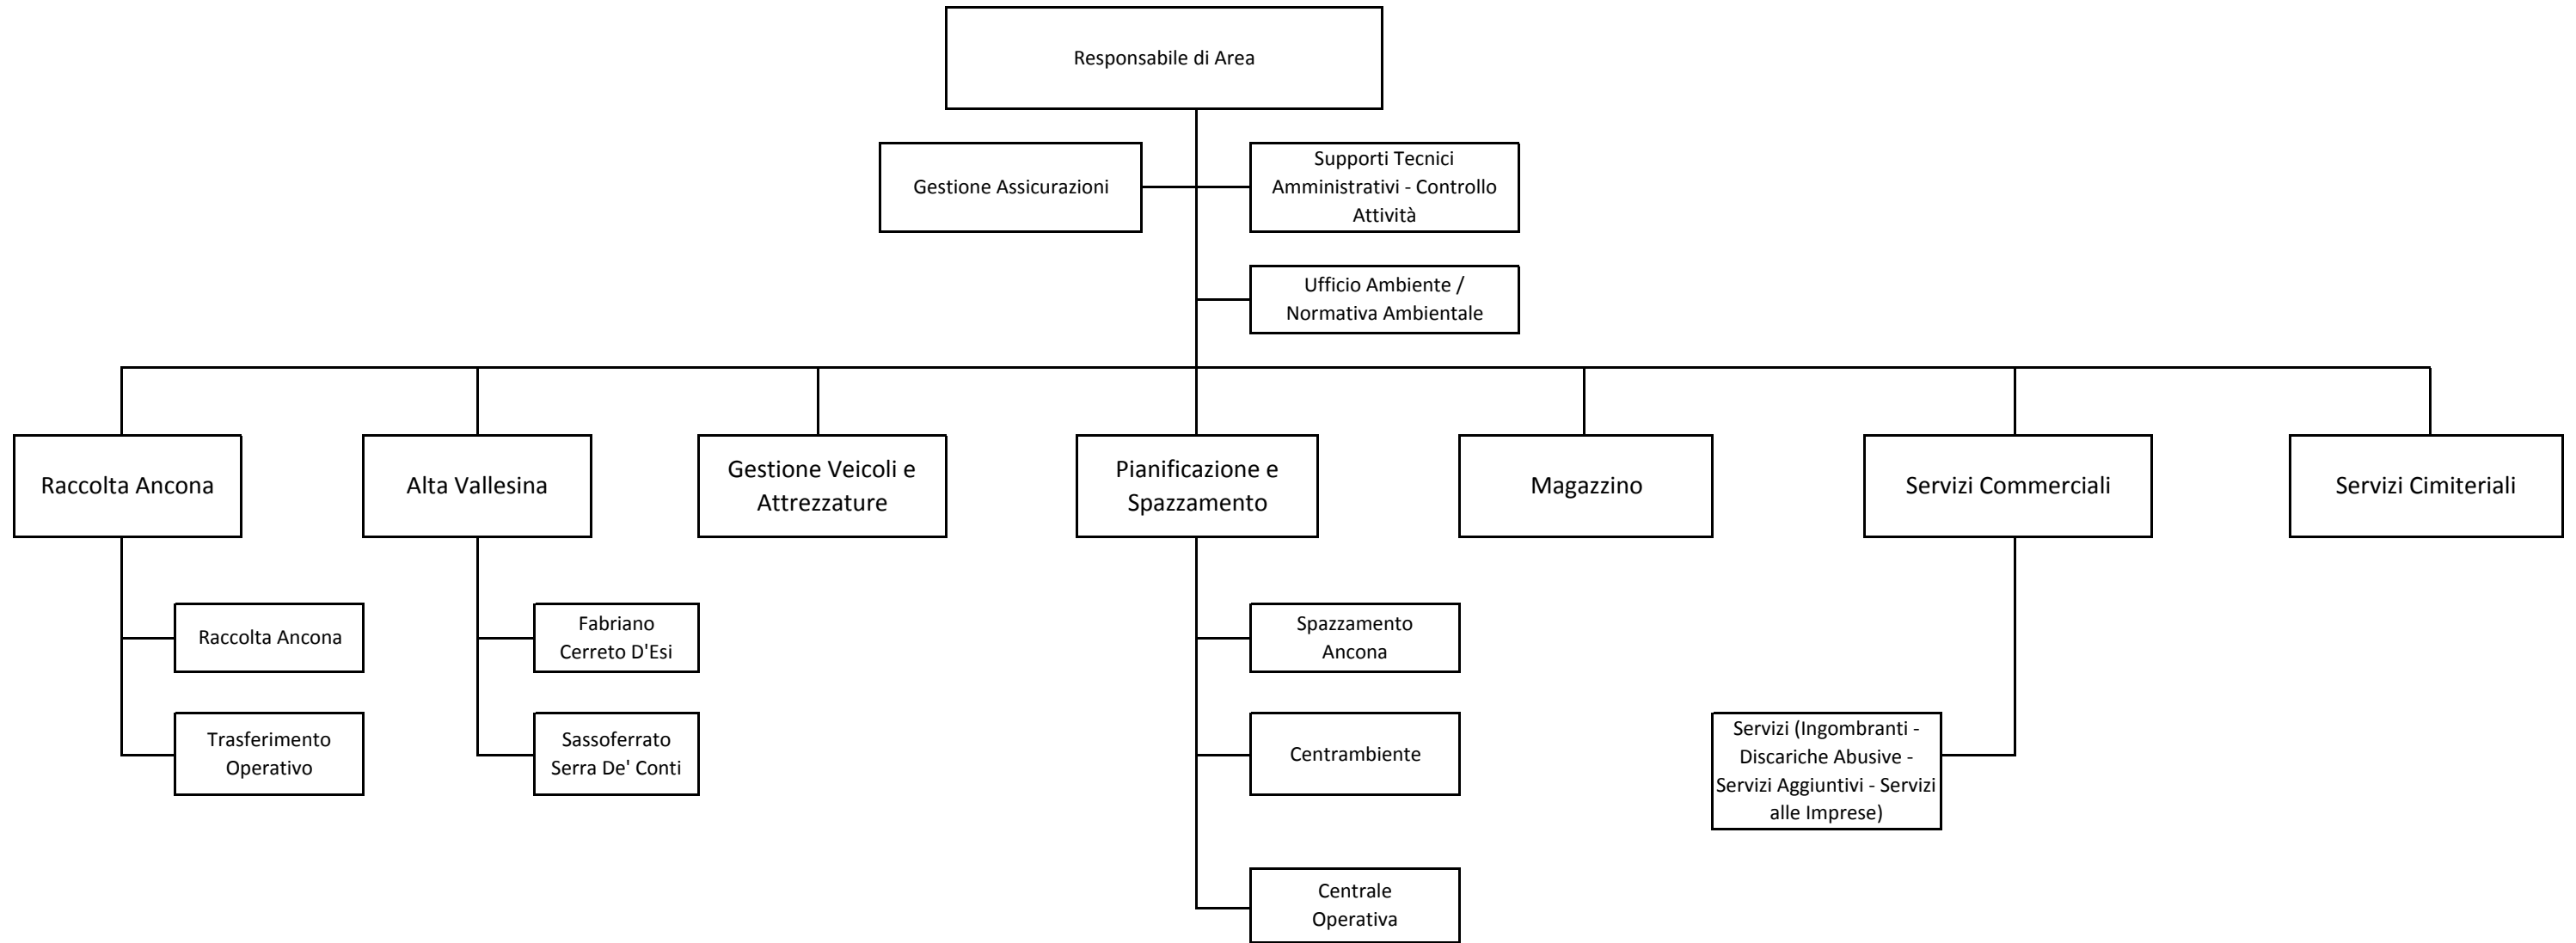 Responsabile di Area
Gestione Assicurazioni
Supporti Tecnici
Amministrativi - Controllo
Attività
Ufficio Ambiente /
Normativa Ambientale
Raccolta Ancona
Alta Vallesina
Gestione Veicoli e
Attrezzature
Pianificazione e
Spazzamento
Magazzino
Servizi Commerciali
Servizi Cimiteriali
Raccolta Ancona
Fabriano
Cerreto D'Esi
Spazzamento
Ancona
Trasferimento
Operativo
Sassoferrato
Serra De' Conti
Centrambiente
Servizi (Ingombranti -
Discariche Abusive -
Servizi Aggiuntivi - Servizi
alle Imprese)
Centrale
Operativa